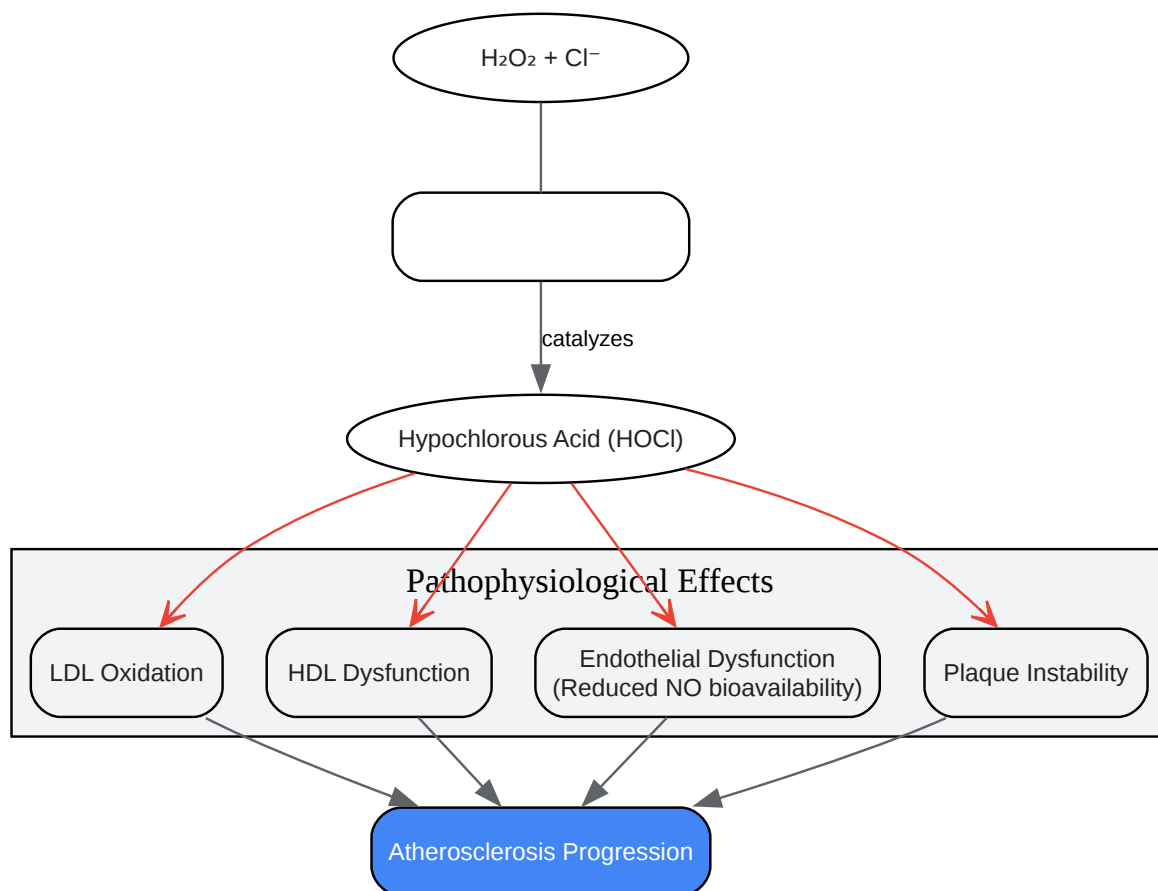 H₂O₂ + Cl⁻
catalyzes
Hypochlorous Acid (HOCl)
Pathophysiological Effects
LDL Oxidation
HDL Dysfunction
Endothelial Dysfunction
(Reduced NO bioavailability)
Plaque Instability
Atherosclerosis Progression